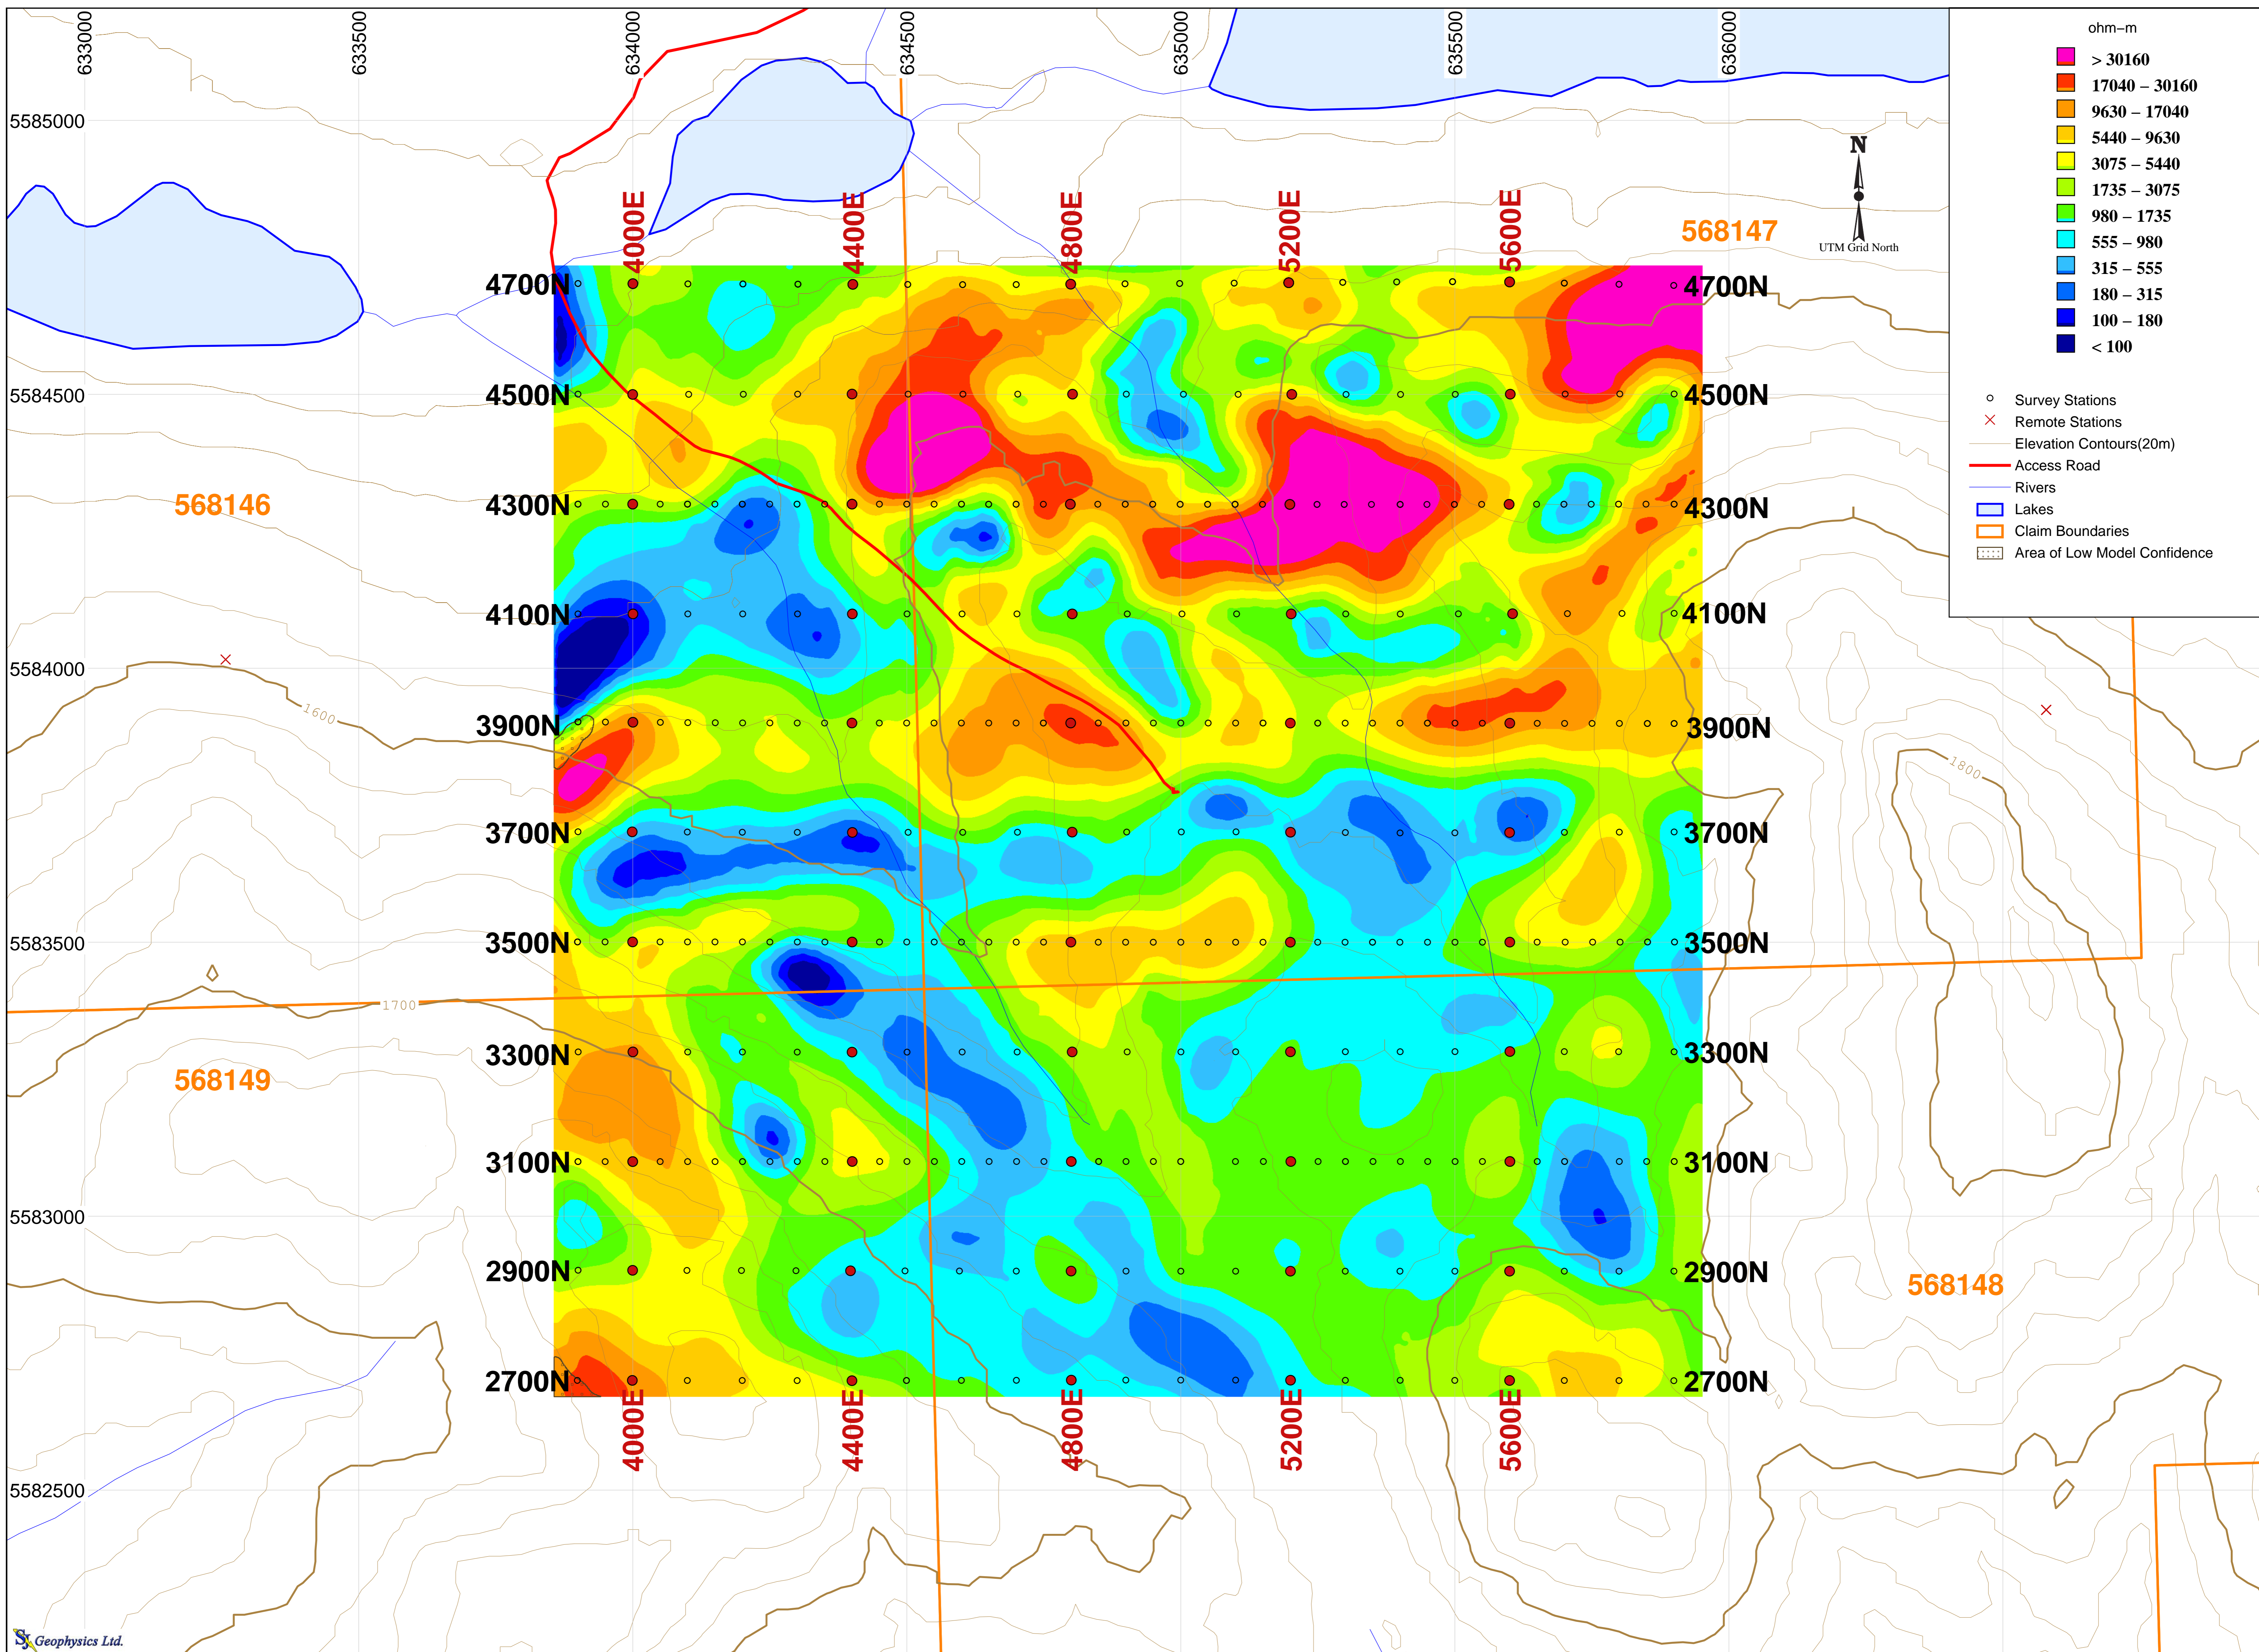 633000
633500
634000
634500
635000
635500
636000
ohm−m
> 30160
17040 − 30160
9630 − 17040
5440 − 9630
3075 − 5440
1735 − 3075
980 − 1735
555 − 980
315 − 555
180 − 315
100 − 180
< 100
Survey Stations
Remote Stations
Elevation Contours(20m)
Access Road
Rivers
Lakes
Claim Boundaries
Area of Low Model Confidence
N
UTM Grid North
5585000
5584500
5584000
5583500
5583000
5582500
4000E
4400E
4800E
5200E
5600E
568147
4700N
4700N
4500N
4500N
568146
4300N
4300N
4100N
4100N
1600
3900N
3900N
1800
3700N
3700N
3500N
3500N
1700
3300N
3300N
568149
3100N
3100N
2900N
2900N
568148
2700N
2700N
4000E
4400E
4800E
5200E
5600E
SJ Geophysics Ltd.